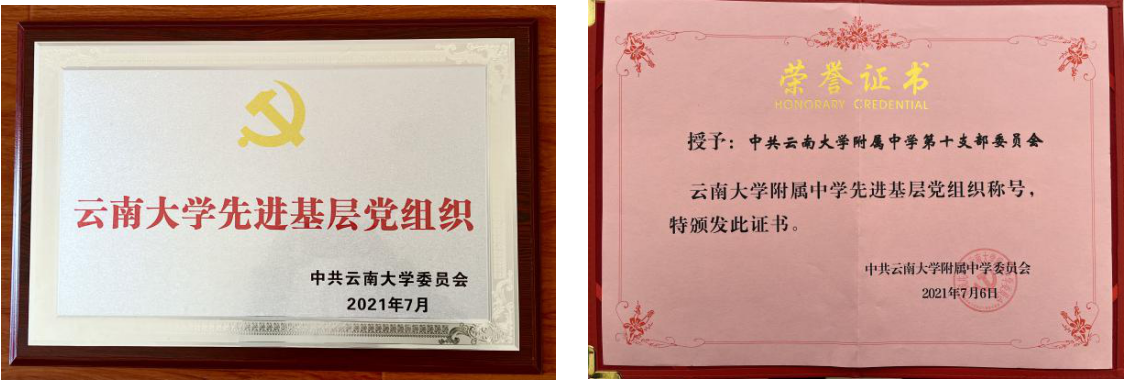 云南大学先进基层党组织
中共云南大学委员会
2021年7月
荣誉证书
HONORARY CREDENTIAL
授予：中共云南大学附属中学第十支部委员会
云南大学附属中学先进基层党组织称号，
特颁发此证书。
中共云南大学附属中学委员会
2021年7月6日